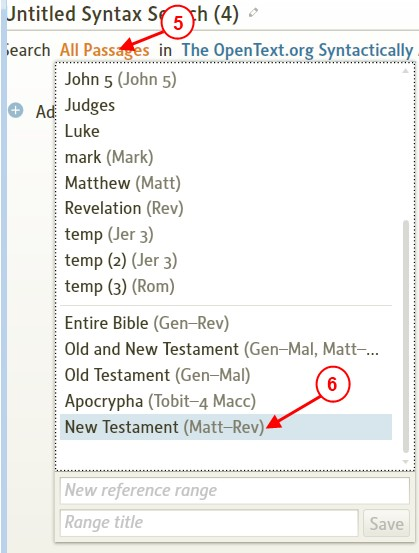 Untitled Syntax Search (4)
5
Search All Passages in The OpenText.org Syntactically
Ad
John 5 (John 5)
Judges
Luke
mark (Mark)
Matthew (Matt)
Revelation (Rev)
temp (Jer 3)
temp (2) (Jer 3)
temp (3) (Rom)
Entire Bible (Gen–Rev)
Old and New Testament (Gen–Mal, Matt–...
Old Testament (Gen–Mal)
6
Apocrypha (Tobit–4 Macc)
New Testament (Matt–Rev)
New reference range
Range title Save